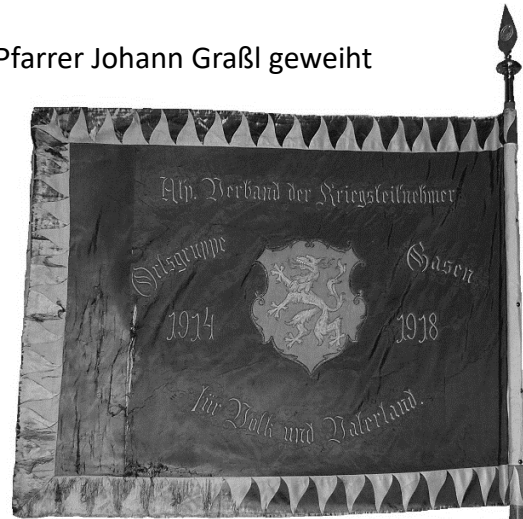 Pfarrer Johann Graßl geweiht
Alp. Verband der Kriegsteilnehmer
Ortsgruppe Gasen
1914 1918
für Volk und Vaterland.